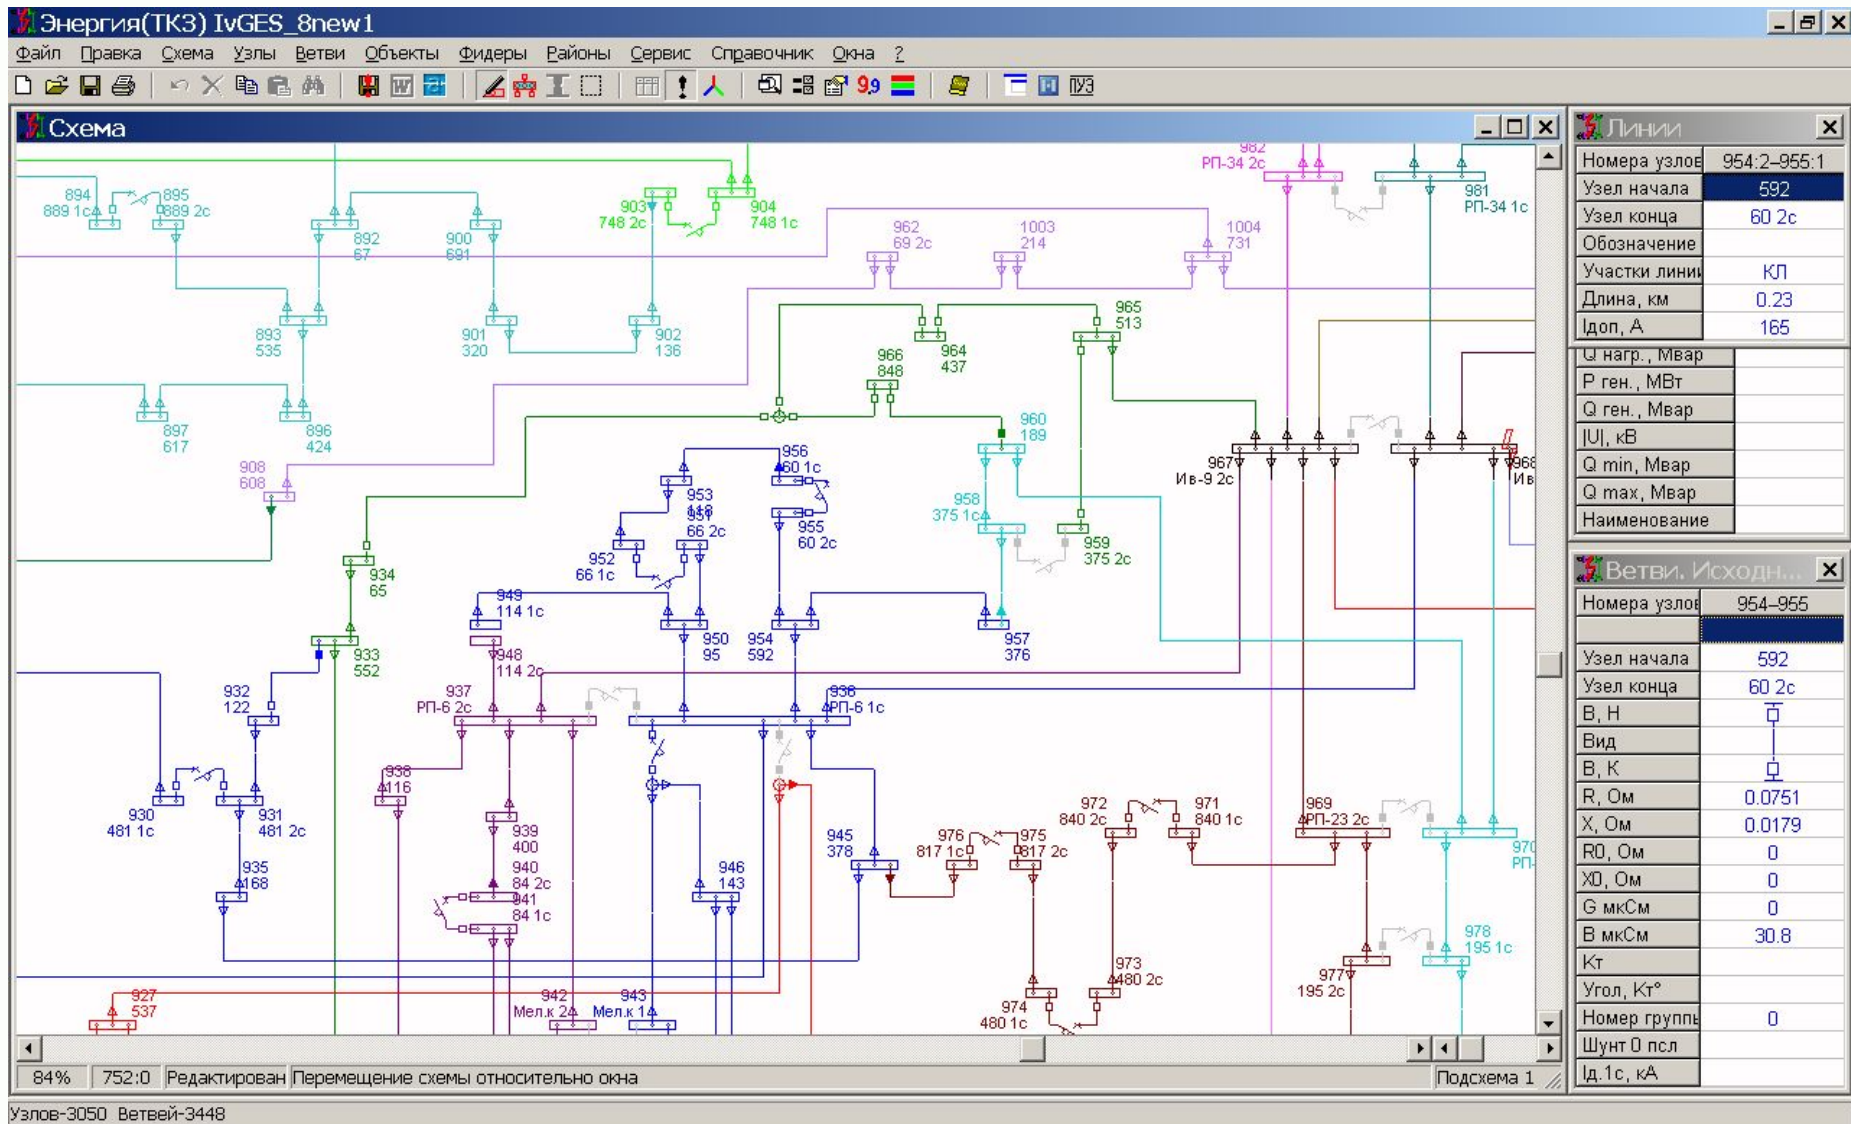 Энергия(ТКЗ) IvGES_8new1
Файл Правка Схема Узлы Ветви Объекты Фидеры Районы Сервис Справочник Окна ?
9.9 ПУЭ
Схема
982
РП-34 2с
981
РП-34 1с
894
889 1с
895
889 2с
892
67
900
691
903
748 2с
904
748 1с
962
69 2с
1003
214
1004
731
893
535
901
320
902
136
965
513
964
437
966
848
897
617
896
424
960
189
908
608
956
60 1с
967
Ив-9 2с
968
Ив
953
118
951
66 2с
955
60 2с
958
375 1с
959
375 2с
952
66 1с
934
65
949
114 1с
950
95
954
592
957
376
933
552
948
114 2с
932
122
937
РП-6 2с
936
РП-6 1с
938
116
930
481 1с
931
481 2с
939
400
972
840 2с
971
840 1с
969
РП-23 2с
970
РП-
945
378
976
817 1с
975
817 2с
935
168
940
84 2с
941
84 1с
946
143
978
195 1с
977
195 2с
973
480 2с
974
480 1с
927
537
942
Мел.к 2
943
Мел.к 1
84% 752:0 Редактирован Перемещение схемы относительно окна Подсхема 1
Узлов-3050 Ветвей-3448
Линии
Номера узлов 954:2–955:1
Узел начала 592
Узел конца 60 2с
Обозначение
Участки лини КЛ
Длина, км 0.23
Iдоп, А 165
Q нагр., Мвар
P ген., МВт
Q ген., Мвар
|U|, кВ
Q min, Мвар
Q max, Мвар
Наименование
Ветви. Исходн...
Номера узлов 954–955
Узел начала 592
Узел конца 60 2с
В, Н
Вид
В, К
R, Ом 0.0751
X, Ом 0.0179
R0, Ом 0
X0, Ом 0
G мкСм 0
B мкСм 30.8
Кт
Угол, Кт°
Номер группы 0
Шунт 0 псл
Iд.1с, кА